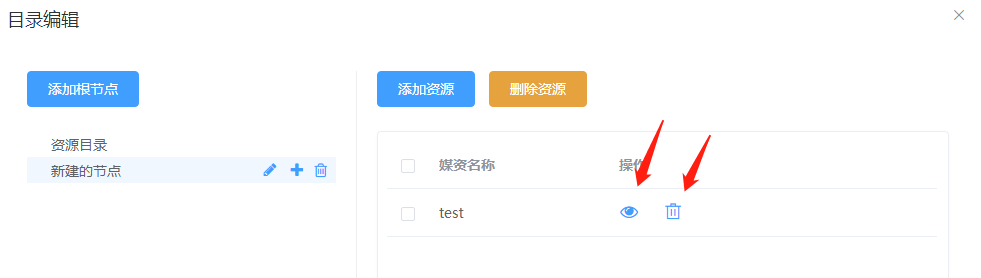 目录编辑
添加根节点
资源目录
新建的节点
添加资源
删除资源
媒资名称
操作
test